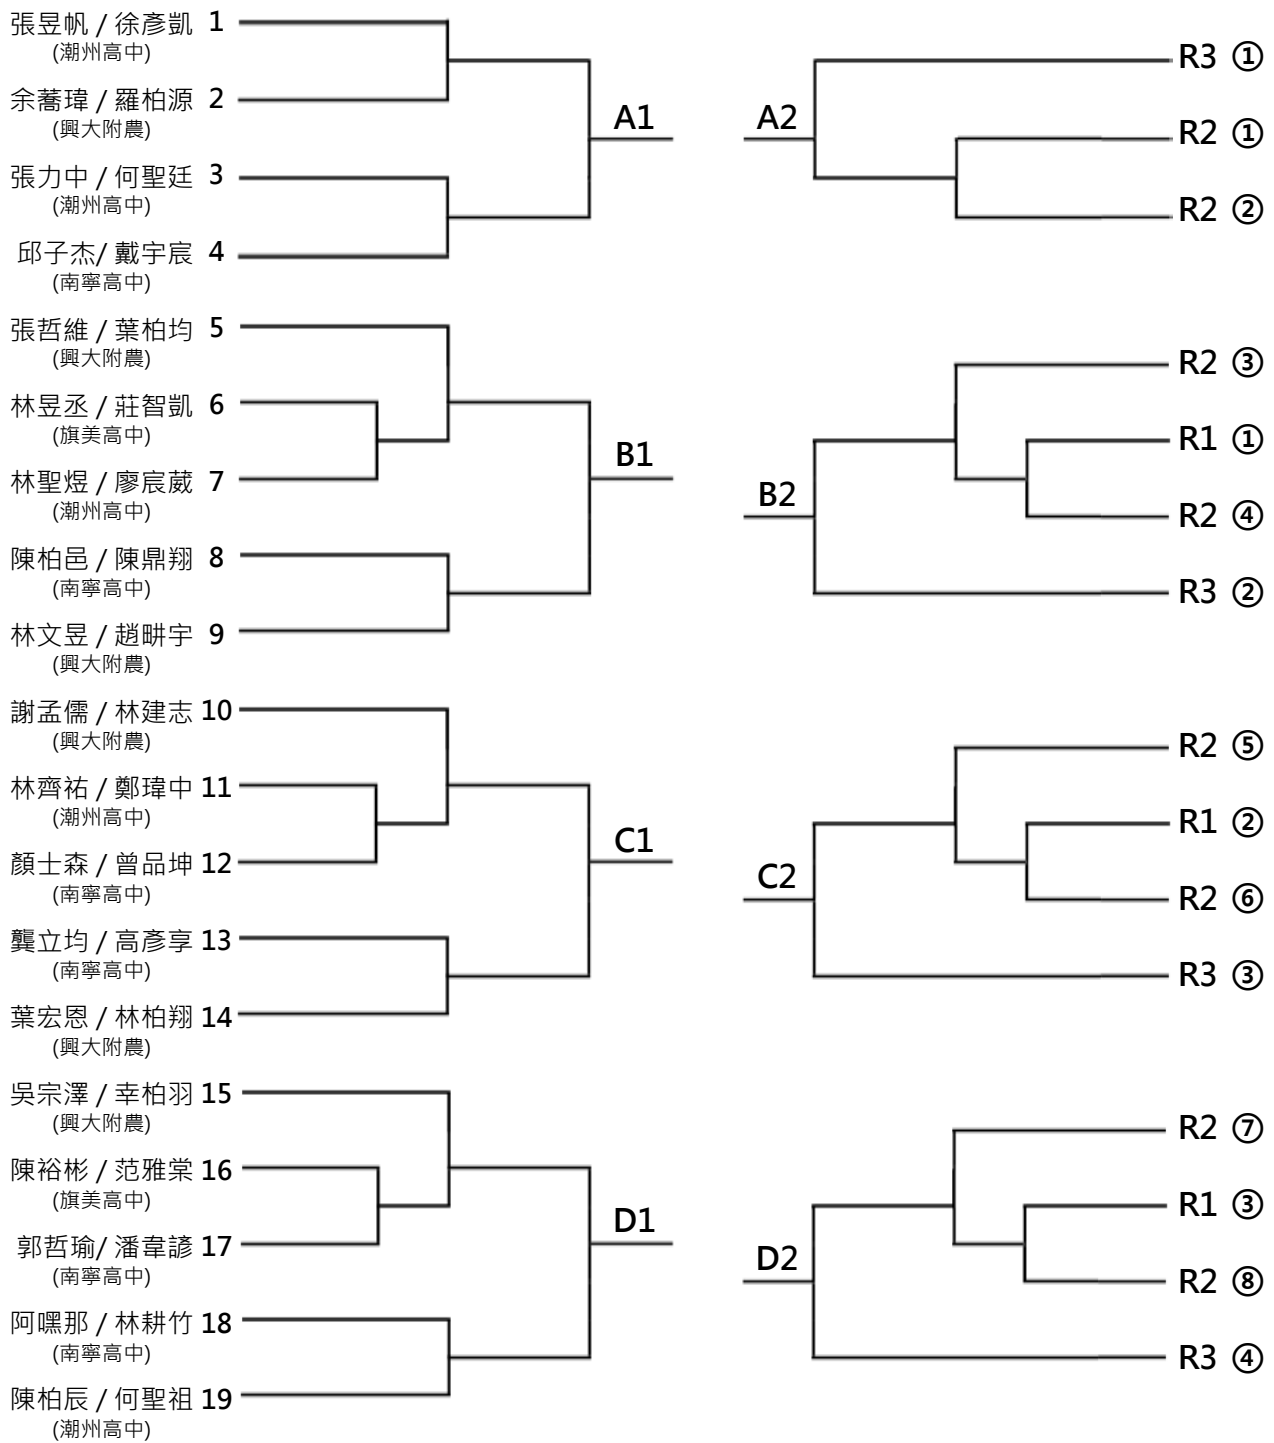 張昱帆 / 徐彥凱 1
(潮州高中)
余蕎瑋 / 羅柏源 2
(興大附農)
張力中 / 何聖廷 3
(潮州高中)
邱子杰/ 戴宇宸 4
(南寧高中)
張哲維 / 葉柏均 5
(興大附農)
林昱丞 / 莊智凱 6
(旗美高中)
林聖煜 / 廖宸葳 7
(潮州高中)
陳柏邑 / 陳鼎翔 8
(南寧高中)
林文昱 / 趙畊宇 9
(興大附農)
謝孟儒 / 林建志 10
(興大附農)
林齊祐 / 鄭瑋中 11
(潮州高中)
顏士森 / 曾品坤 12
(南寧高中)
龔立均 / 高彥享 13
(南寧高中)
葉宏恩 / 林柏翔 14
(興大附農)
吳宗澤 / 幸柏羽 15
(興大附農)
陳裕彬 / 范雅棠 16
(旗美高中)
郭哲瑜/ 潘韋諺 17
(南寧高中)
阿嘿那 / 林耕竹 18
(南寧高中)
陳柏辰 / 何聖祖 19
(潮州高中)
A1
B1
C1
D1
A2
B2
C2
D2
R3 ①
R2 ①
R2 ②
R2 ③
R1 ①
R2 ④
R3 ②
R2 ⑤
R1 ②
R2 ⑥
R3 ③
R2 ⑦
R1 ③
R2 ⑧
R3 ④